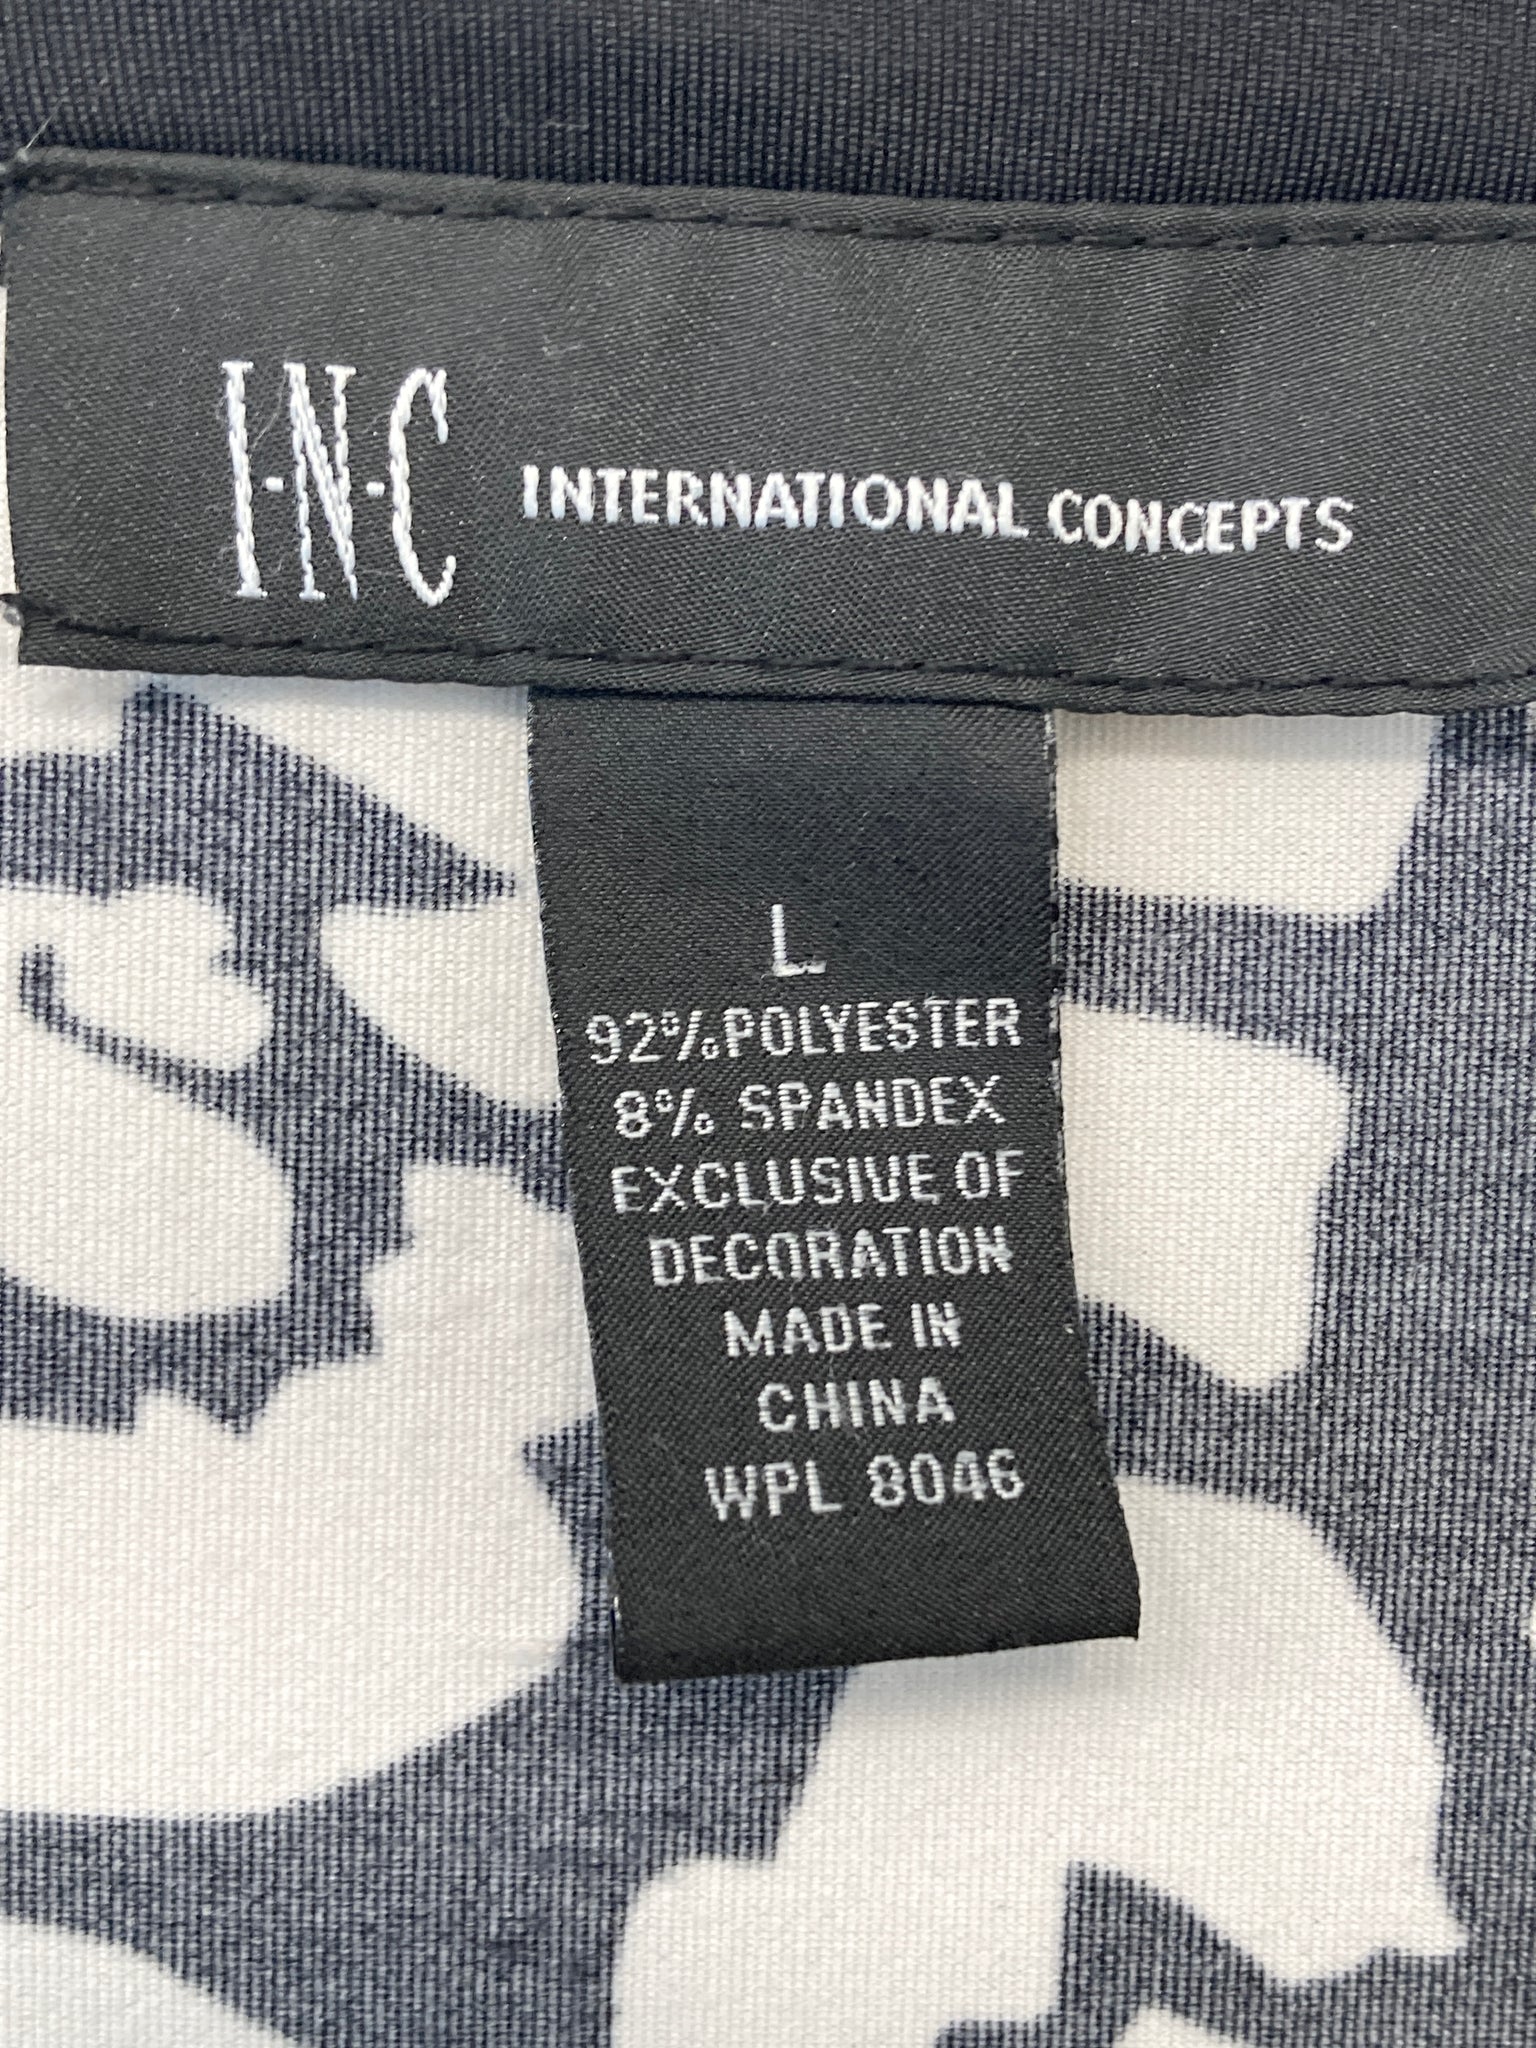 I·N·C INTERNATIONAL CONCEPTS
L
92% POLYESTER
8% SPANDEX
EXCLUSIVE OF
DECORATION
MADE IN
CHINA
WPL 8046